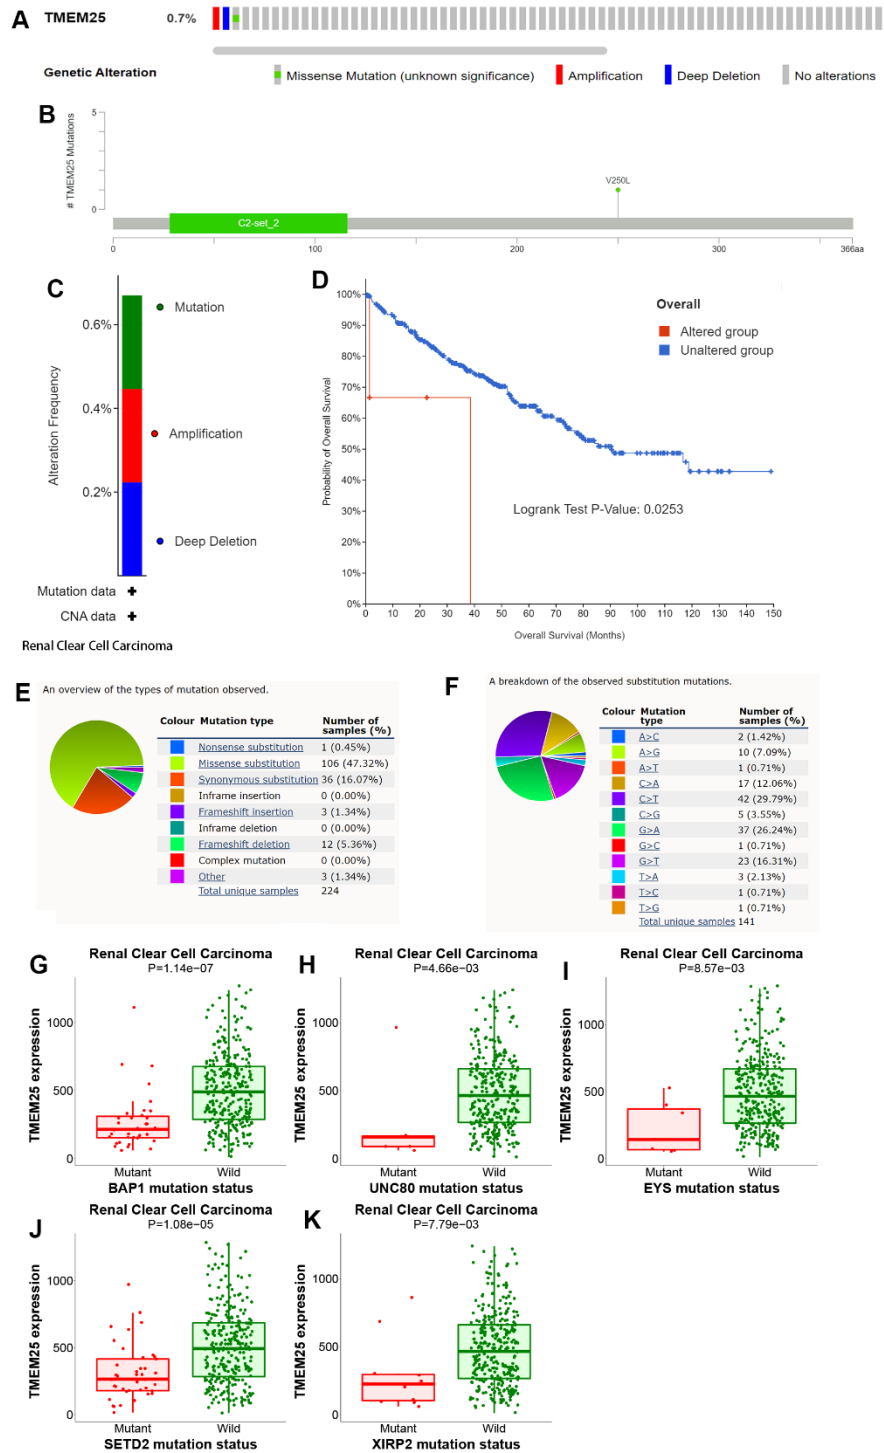 A
TMEM25 0.7%
Genetic Alteration Missense Mutation (unknown significance) Amplification Deep Deletion No alterations
B
# TMEM25 Mutations
5
0
V250L
C2-set_2
0 100 200 300 366aa
C
Alteration Frequency
0.6%
0.4%
0.2%
Mutation
Amplification
Deep Deletion
Mutation data +
CNA data +
Renal Clear Cell Carcinoma
D
Probability of Overall Survival
100%
90%
80%
70%
60%
50%
40%
30%
20%
10%
0%
Overall
Altered group
Unaltered group
Logrank Test P-Value: 0.0253
0 10 20 30 40 50 60 70 80 90 100 110 120 130 140 150
Overall Survival (Months)
E
An overview of the types of mutation observed.
Colour Mutation type Number of samples (%)
Nonsense substitution 1 (0.45%)
Missense substitution 106 (47.32%)
Synonymous substitution 36 (16.07%)
Inframe insertion 0 (0.00%)
Frameshift insertion 3 (1.34%)
Inframe deletion 0 (0.00%)
Frameshift deletion 12 (5.36%)
Complex mutation 0 (0.00%)
Other 3 (1.34%)
Total unique samples 224
F
A breakdown of the observed substitution mutations.
Colour Mutation type Number of samples (%)
A>C 2 (1.42%)
A>G 10 (7.09%)
A>T 1 (0.71%)
C>A 17 (12.06%)
C>T 42 (29.79%)
C>G 5 (3.55%)
G>A 37 (26.24%)
G>C 1 (0.71%)
G>T 23 (16.31%)
T>A 3 (2.13%)
T>C 1 (0.71%)
T>G 1 (0.71%)
Total unique samples 141
G
Renal Clear Cell Carcinoma
P=1.14e-07
TMEM25 expression
1000
500
0
Mutant Wild
BAP1 mutation status
H
Renal Clear Cell Carcinoma
P=4.66e-03
TMEM25 expression
1000
500
0
Mutant Wild
UNC80 mutation status
I
Renal Clear Cell Carcinoma
P=8.57e-03
TMEM25 expression
1000
500
0
Mutant Wild
EYS mutation status
J
Renal Clear Cell Carcinoma
P=1.08e-05
TMEM25 expression
1000
500
0
Mutant Wild
SETD2 mutation status
K
Renal Clear Cell Carcinoma
P=7.79e-03
TMEM25 expression
1000
500
0
Mutant Wild
XIRP2 mutation status